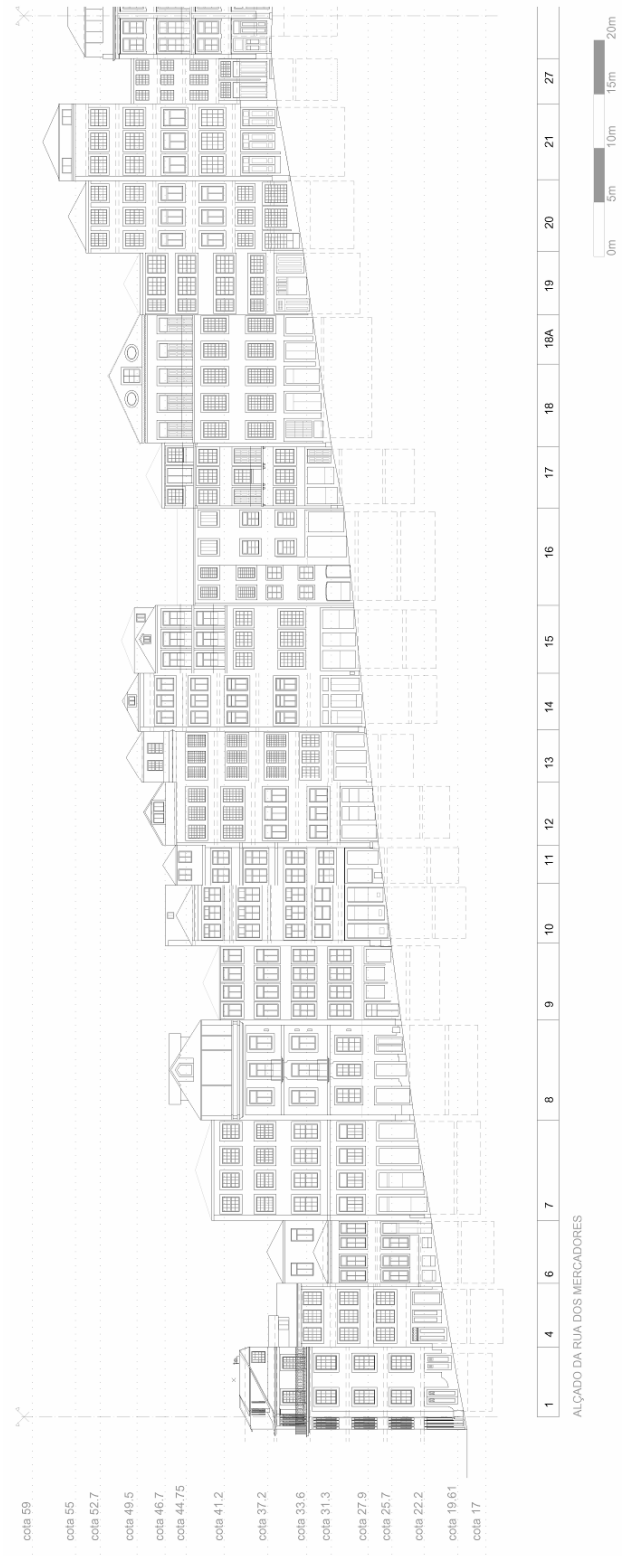 cota 59
cota 55
cota 52.7
cota 49.5
cota 46.7
cota 44.75
cota 41.2
cota 37.2
cota 33.6
cota 31.3
cota 27.9
cota 25.7
cota 22.2
cota 19.61
cota 17
1 4 6 7 8 9 10 11 12 13 14 15 16 17 18 18A 19 20 21 27
ALÇADO DA RUA DOS MERCADORES
0m 5m 10m 15m 20m